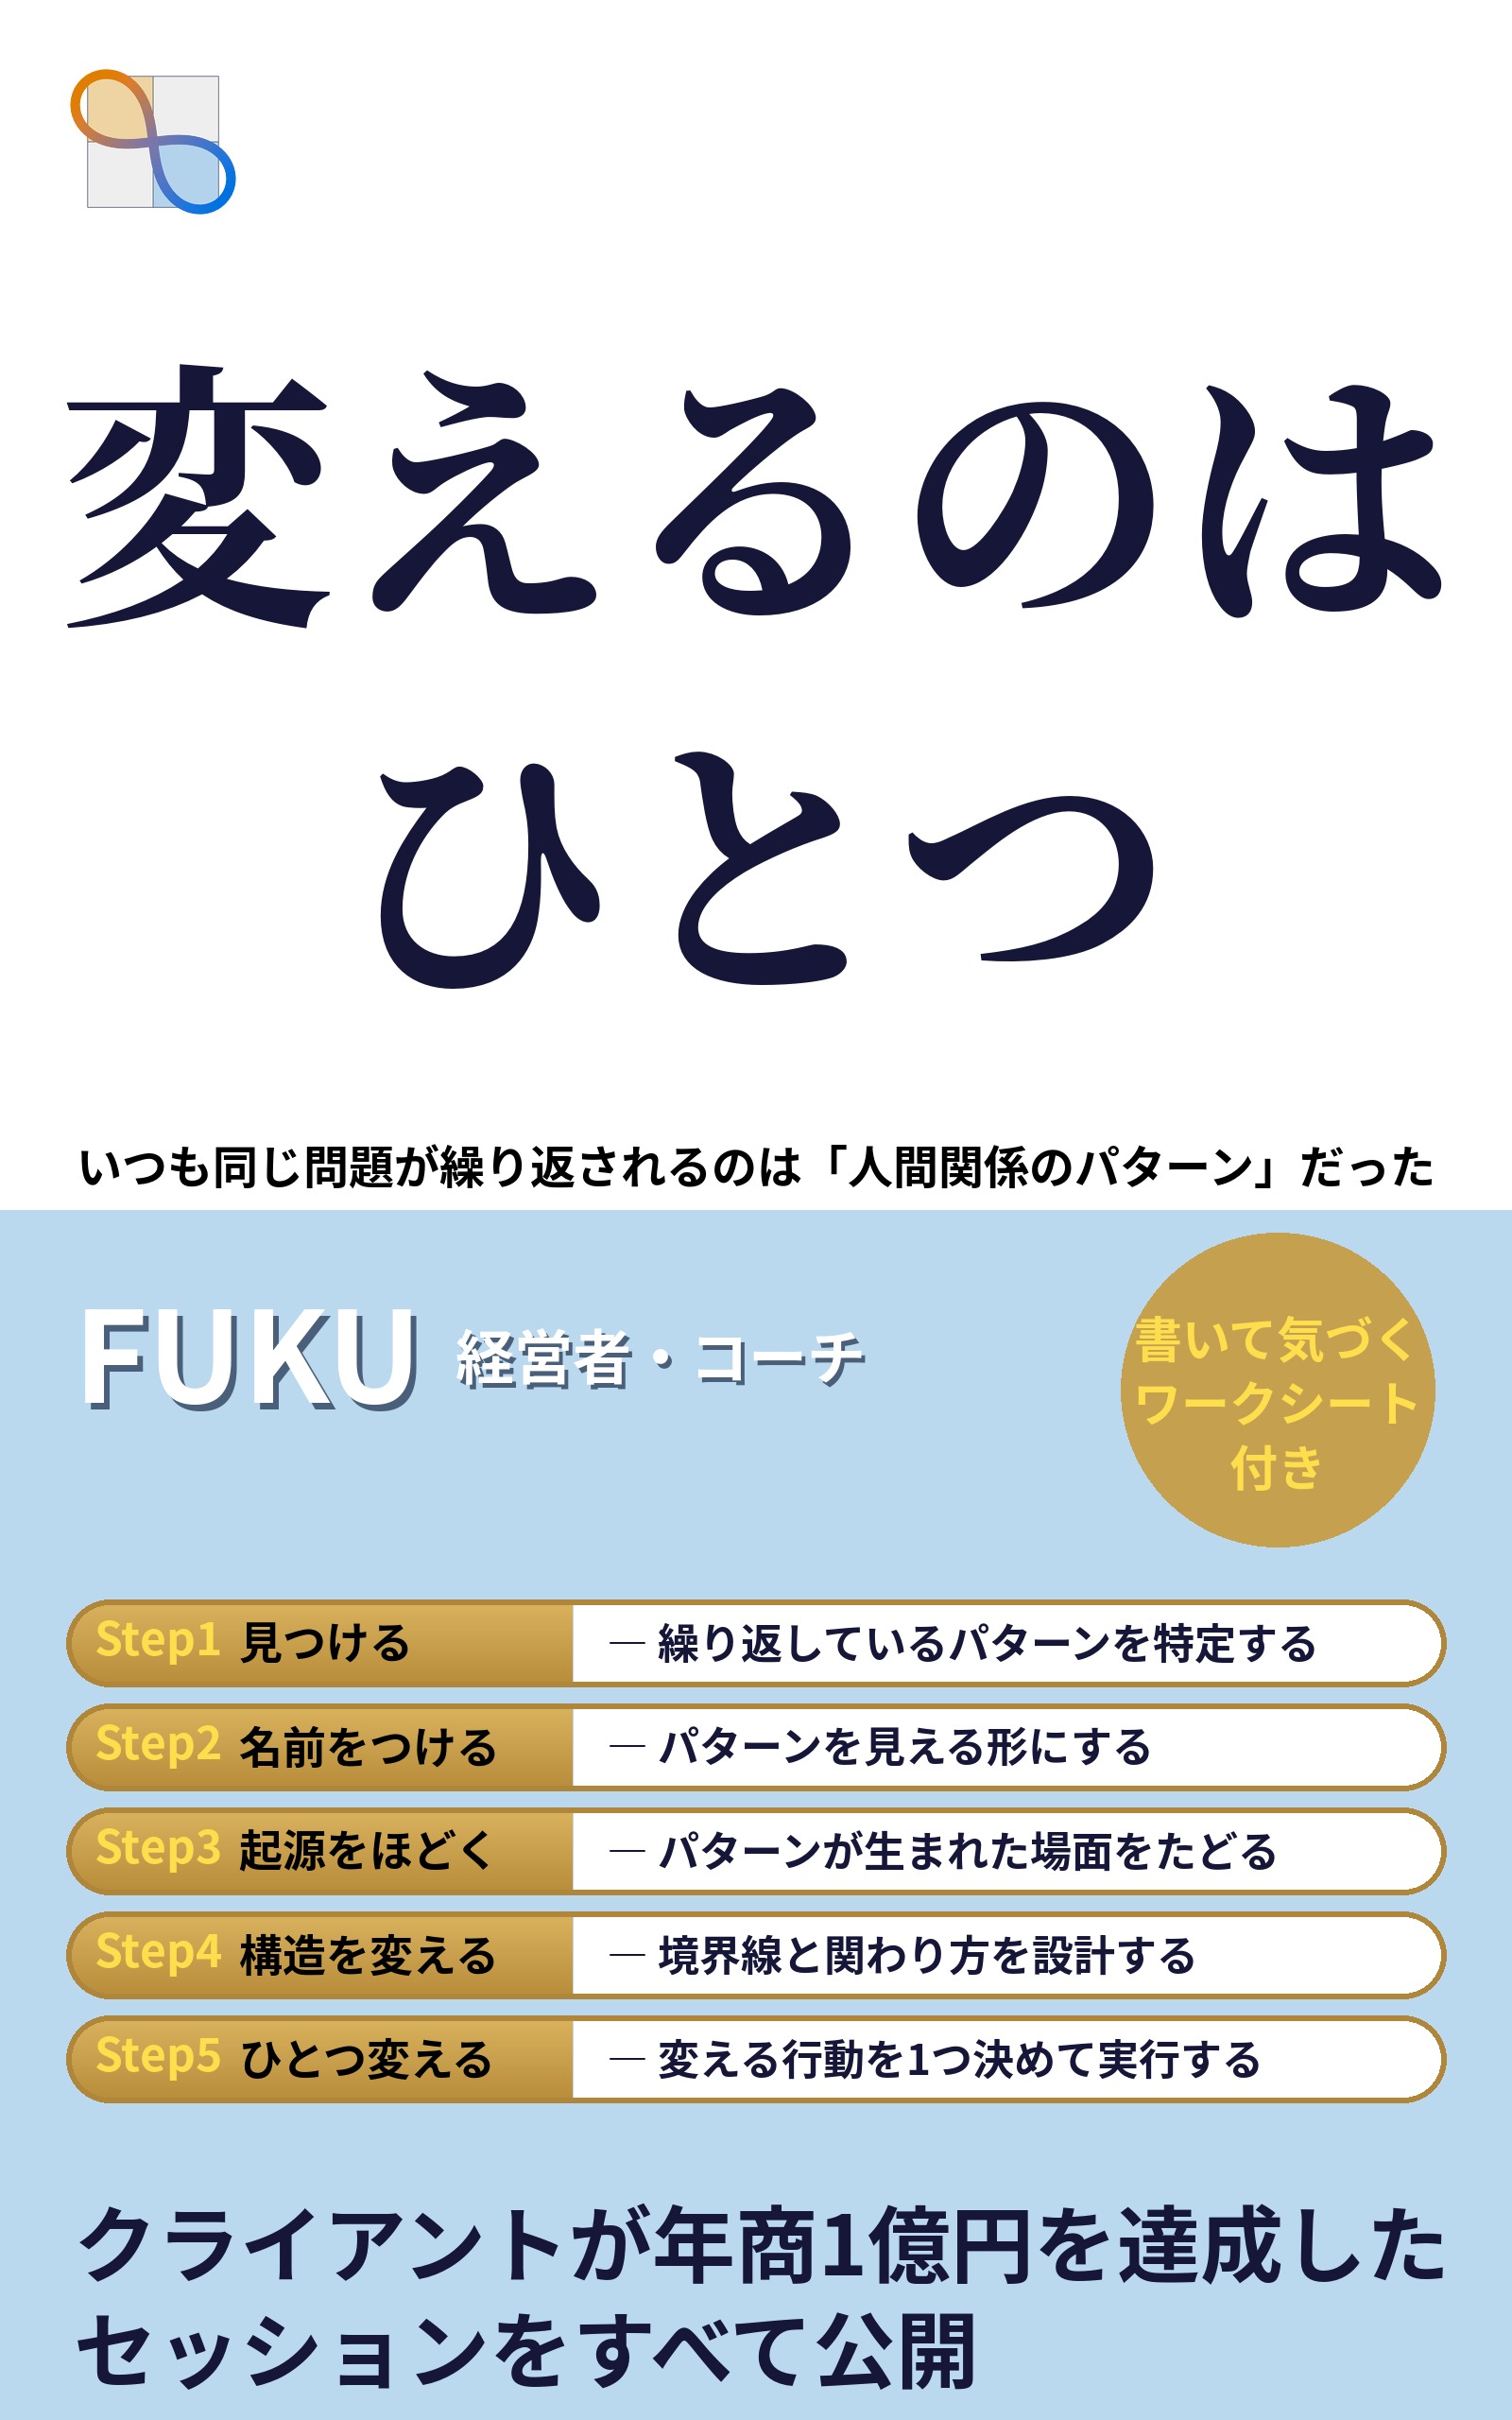 変えるのは
ひとつ
いつも同じ問題が繰り返されるのは「人間関係のパターン」だった
FUKU 経営者・コーチ
書いて気づく
ワークシート
付き
Step1 見つける — 繰り返しているパターンを特定する
Step2 名前をつける — パターンを見える形にする
Step3 起源をほどく — パターンが生まれた場面をたどる
Step4 構造を変える — 境界線と関わり方を設計する
Step5 ひとつ変える — 変える行動を1つ決めて実行する
クライアントが年商1億円を達成した
セッションをすべて公開